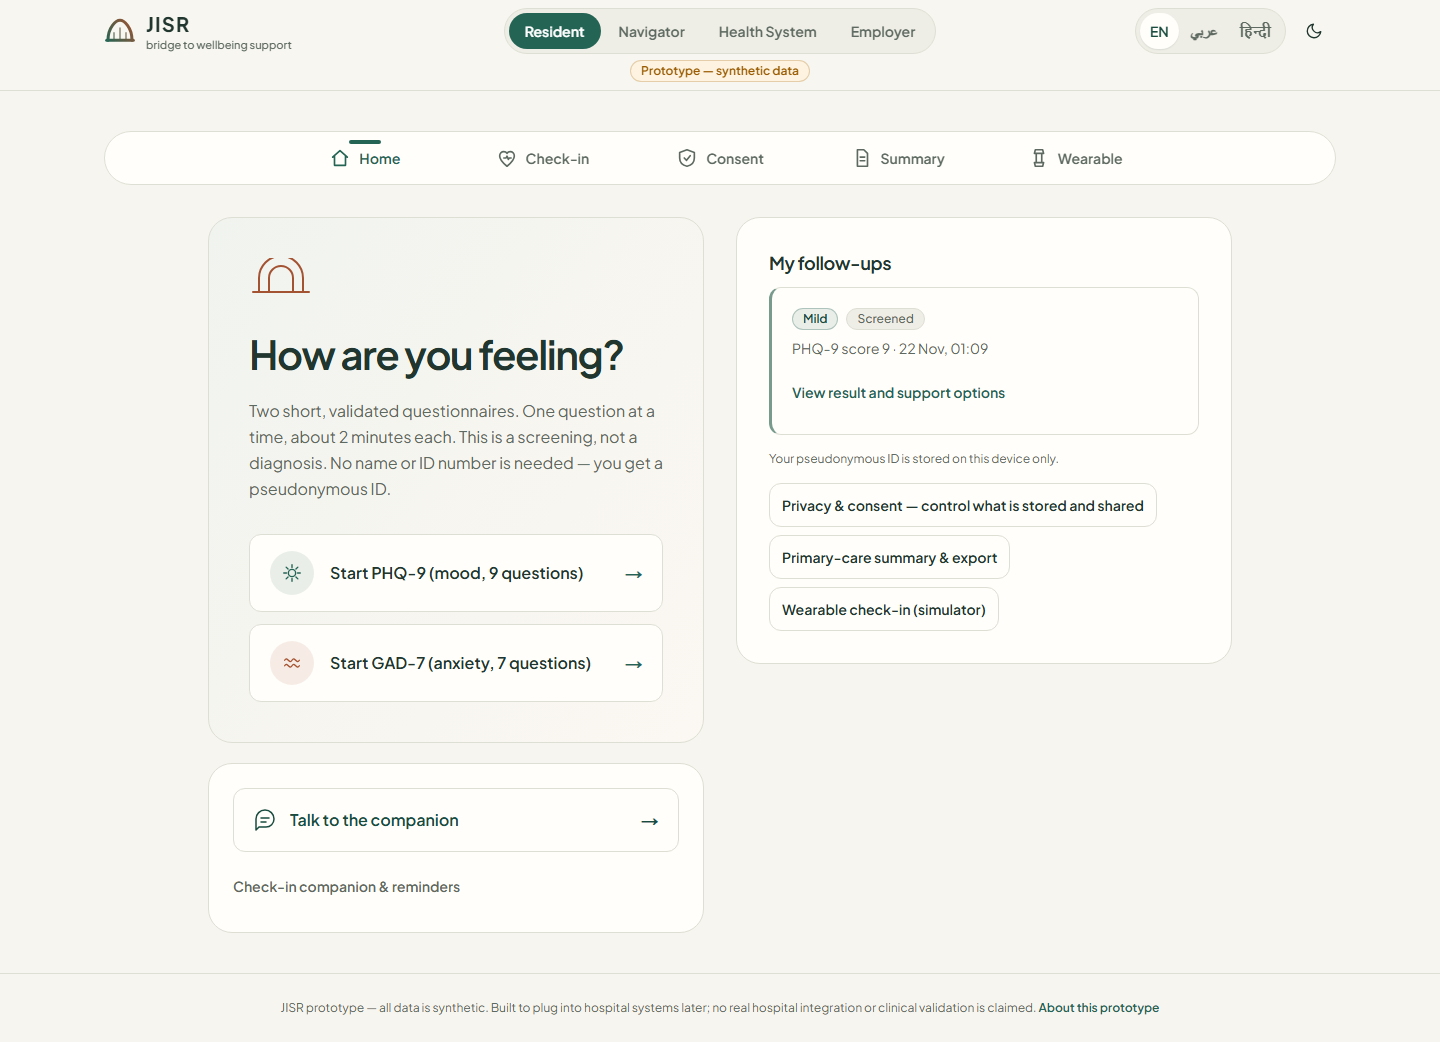 JISR
bridge to wellbeing support
Resident
Navigator
Health System
Employer
Prototype — synthetic data
EN
عربي
हिन्दी
Home
Check-in
Consent
Summary
Wearable
How are you feeling?
Two short, validated questionnaires. One question at a
time, about 2 minutes each. This is a screening, not a
diagnosis. No name or ID number is needed — you get a
pseudonymous ID.
Start PHQ-9 (mood, 9 questions)
→
Start GAD-7 (anxiety, 7 questions)
→
Talk to the companion
→
Check-in companion & reminders
My follow-ups
Mild
Screened
PHQ-9 score 9 · 22 Nov, 01:09
View result and support options
Your pseudonymous ID is stored on this device only.
Privacy & consent — control what is stored and shared
Primary-care summary & export
Wearable check-in (simulator)
JISR prototype — all data is synthetic. Built to plug into hospital systems later; no real hospital integration or clinical validation is claimed. About this prototype